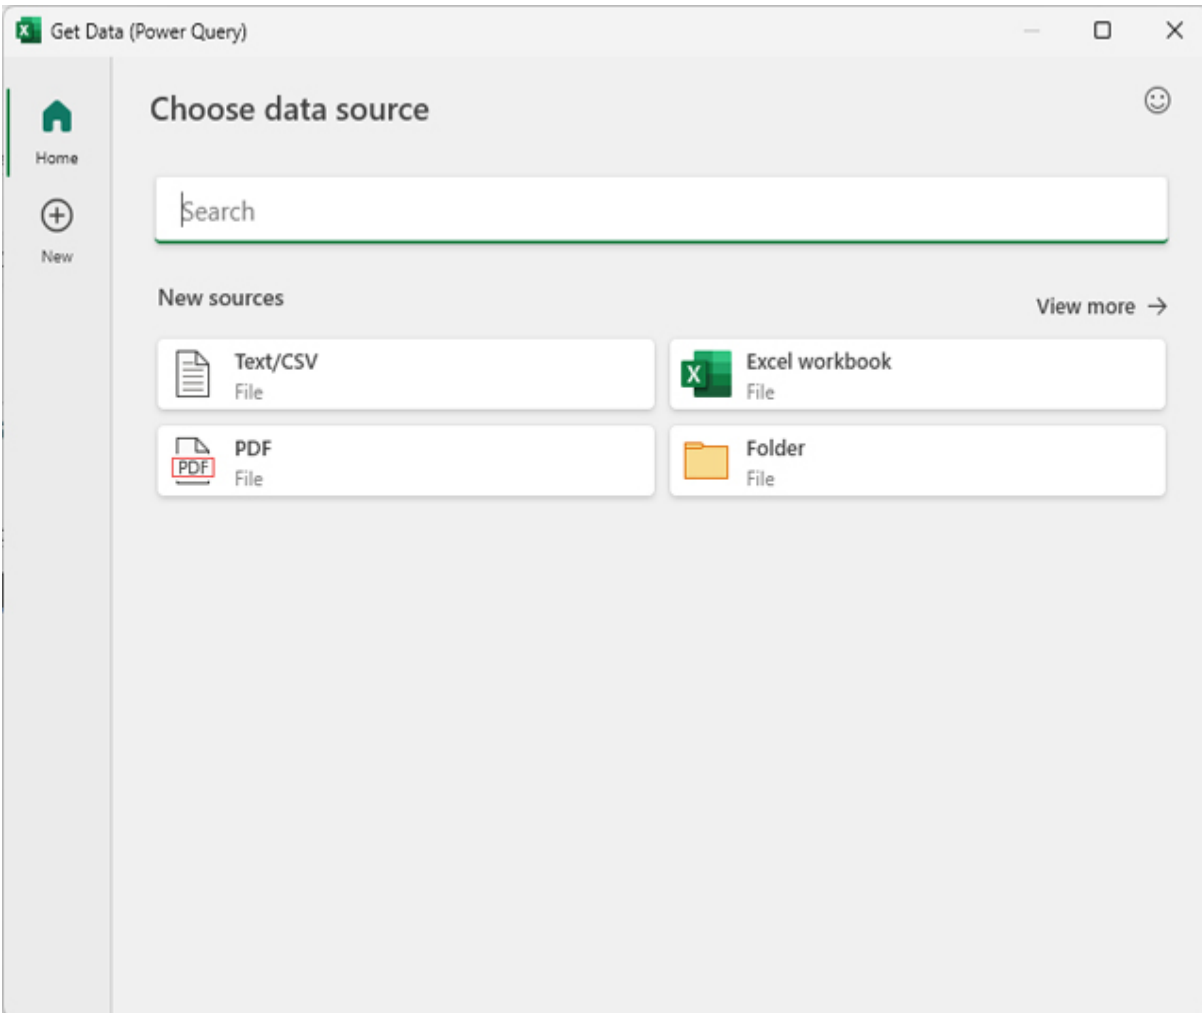 Get Data (Power Query)
Home
New
Choose data source
Search
New sources
View more
Text/CSV
File
Excel workbook
File
PDF
PDF
File
Folder
File